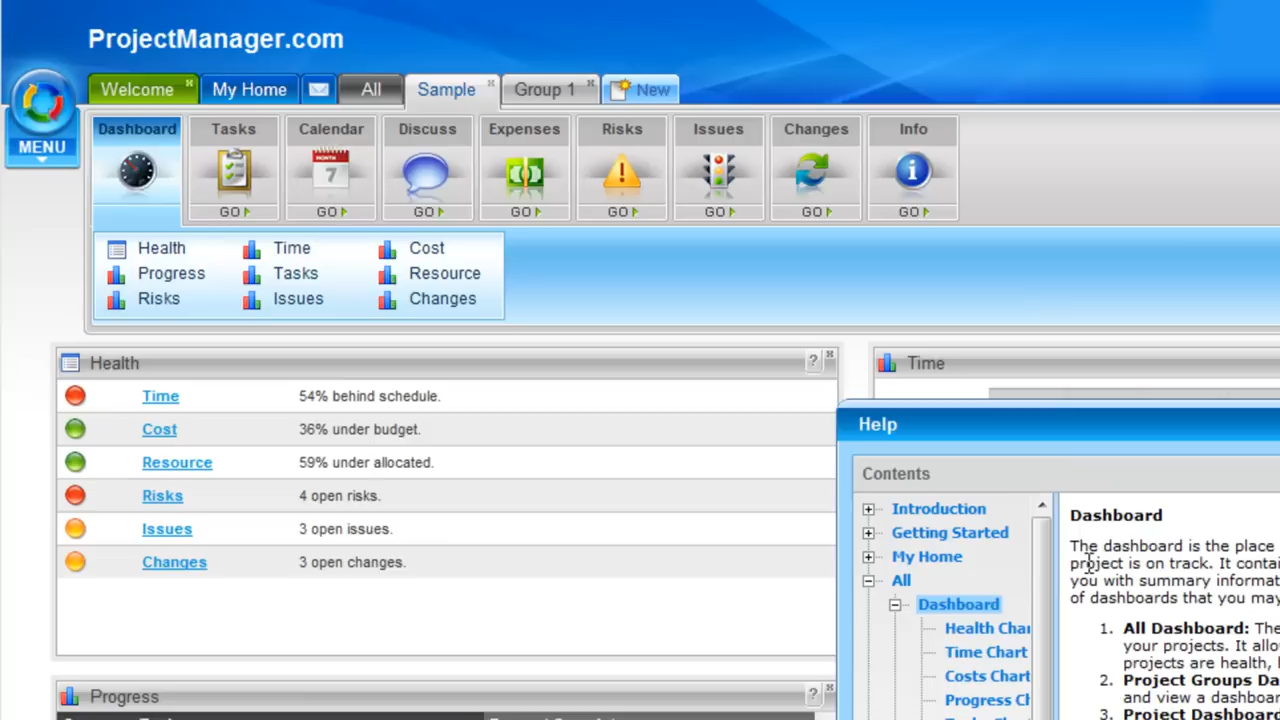 ProjectManager.com
Welcome My Home All Sample Group 1 New
MENU
Dashboard Tasks Calendar Discuss Expenses Risks Issues Changes Info
7
GO GO GO GO GO GO GO GO
Health Time Cost
Progress Tasks Resource
Risks Issues Changes
Health ?
Time
Time 54% behind schedule.
Cost 36% under budget.
Resource 59% under allocated.
Risks 4 open risks.
Issues 3 open issues.
Changes 3 open changes.
Help
Contents
Introduction
Getting Started
My Home
All
Dashboard
Health Char
Time Chart
Costs Chart
Progress Ch
Dashboard
The dashboard is the place
project is on track. It contai
you with summary informat
of dashboards that you may
1. All Dashboard: The
your projects. It allo
projects are health, 
2. Project Groups Da
and view a dashboar
3. Project Dashboard
Progress ?